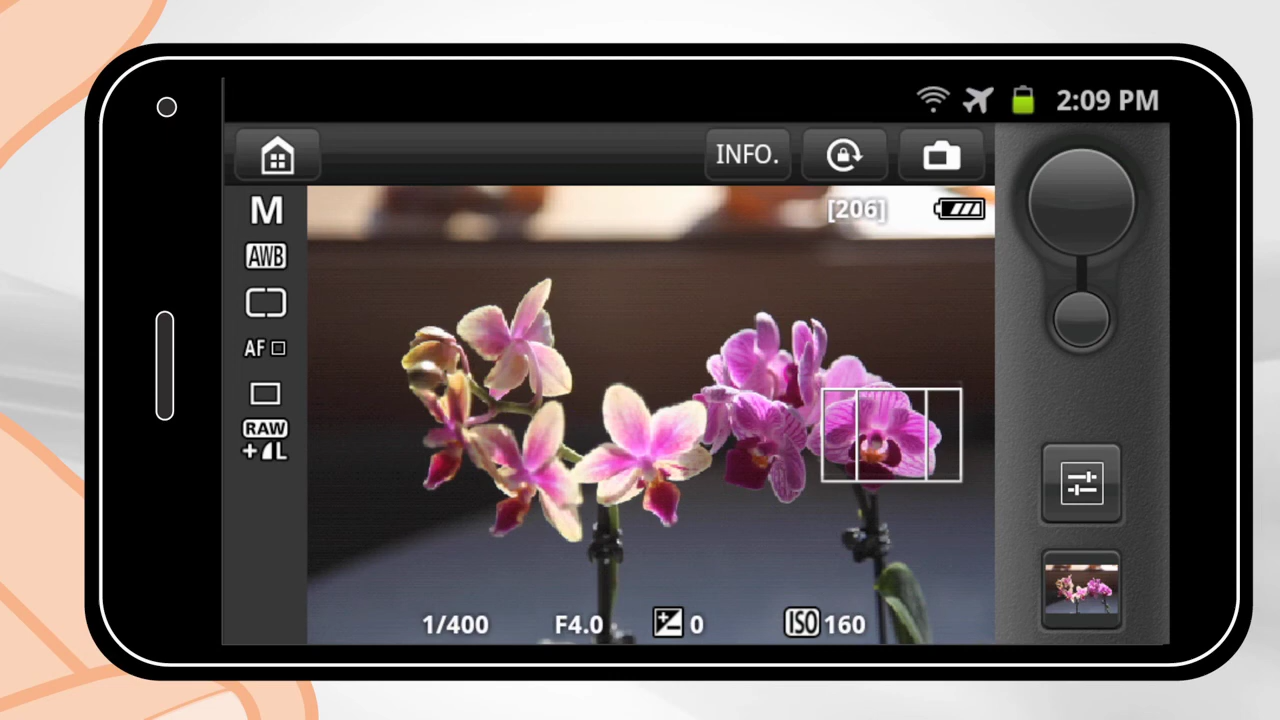 2:09 PM
INFO.
[206]
M
AWB
AF
RAW
+L
1/400 F4.0 0 ISO 160